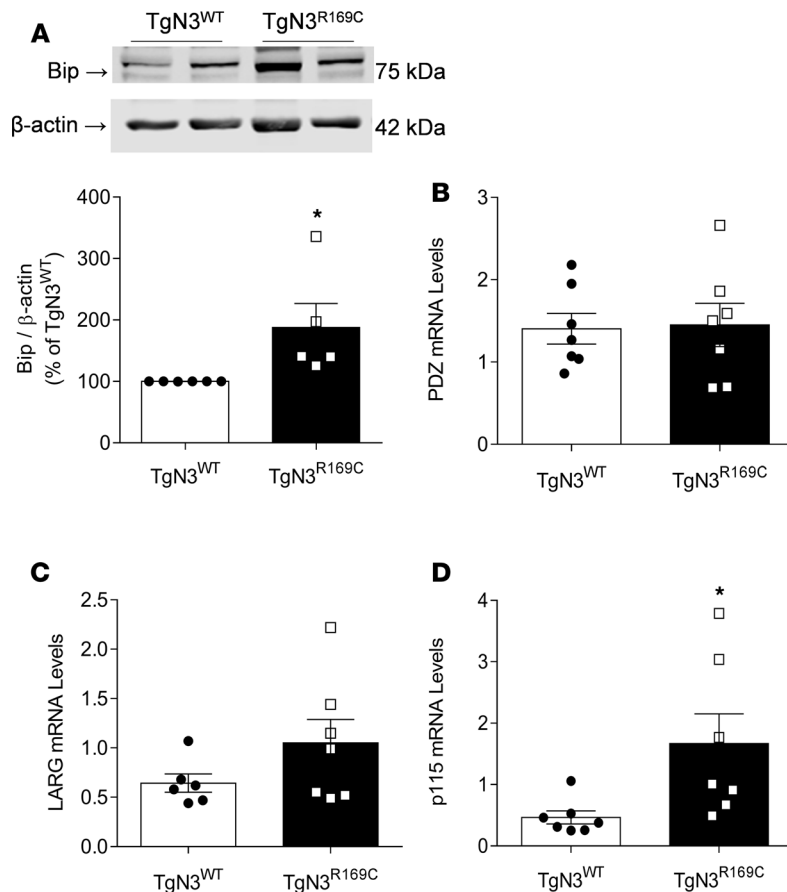 A
TgN3WT TgN3R169C
Bip → 75 kDa
β-actin → 42 kDa
Bip / β-actin
(% of TgN3WT)
400
300
200
100
0
*
TgN3WT TgN3R169C
B
PDZ mRNA Levels
3
2
1
0
TgN3WT TgN3R169C
C
LARG mRNA Levels
2.5
2.0
1.5
1.0
0.5
0.0
TgN3WT TgN3R169C
D
p115 mRNA Levels
4
3
2
1
0
*
TgN3WT TgN3R169C